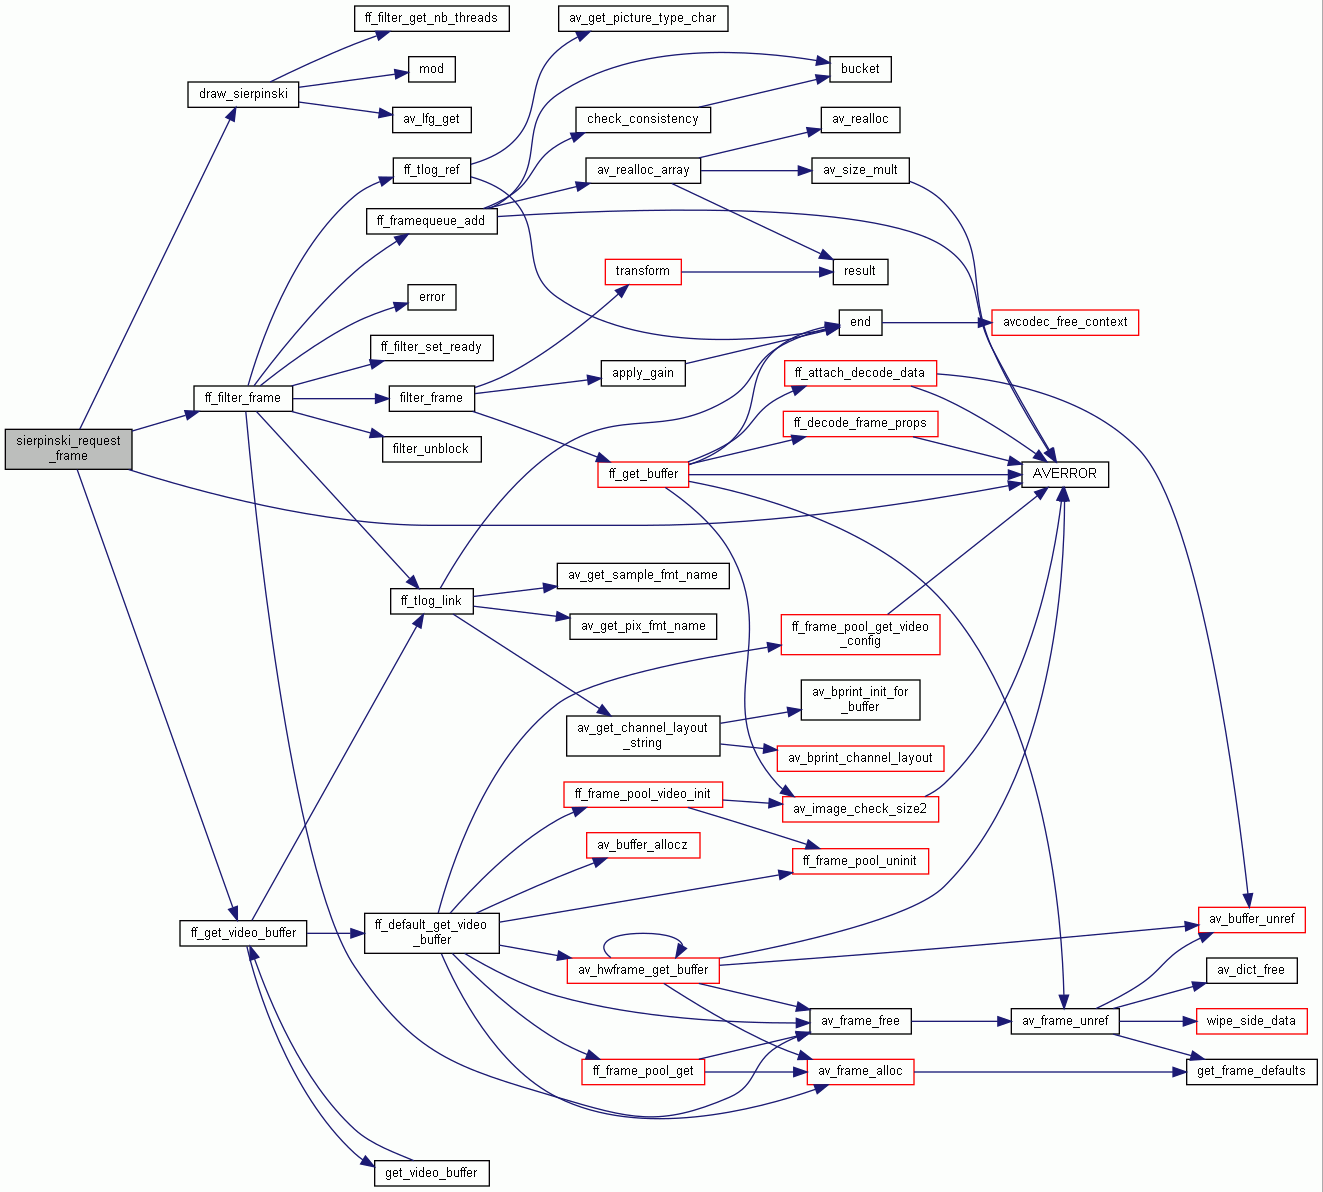 ff_filter_get_nb_threads
av_get_picture_type_char
mod
bucket
draw_sierpinski
av_lfg_get
check_consistency
av_realloc
ff_tlog_ref
av_realloc_array
av_size_mult
ff_framequeue_add
transform
result
error
end
avcodec_free_context
ff_filter_set_ready
apply_gain
ff_attach_decode_data
ff_filter_frame
filter_frame
ff_decode_frame_props
sierpinski_request
_frame
filter_unblock
ff_get_buffer
AVERROR
av_get_sample_fmt_name
ff_tlog_link
av_get_pix_fmt_name
ff_frame_pool_get_video
_config
av_bprint_init_for
_buffer
av_get_channel_layout
_string
av_bprint_channel_layout
ff_frame_pool_video_init
av_image_check_size2
av_buffer_allocz
ff_frame_pool_uninit
ff_get_video_buffer
ff_default_get_video
_buffer
av_buffer_unref
av_hwframe_get_buffer
av_dict_free
av_frame_free
av_frame_unref
wipe_side_data
ff_frame_pool_get
av_frame_alloc
get_frame_defaults
get_video_buffer